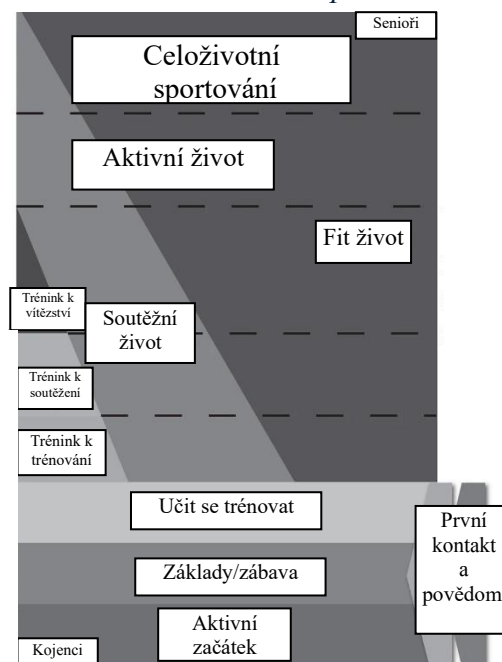 Senioři
Celoživotní
sportování
Aktivní život
Fit život
Trénink k
vítězství
Soutěžní
život
Trénink k
soutěžení
Trénink k
trénování
Učit se trénovat
První
kontakt
a
povědom
Základy/zábava
Aktivní
začátek
Kojenci